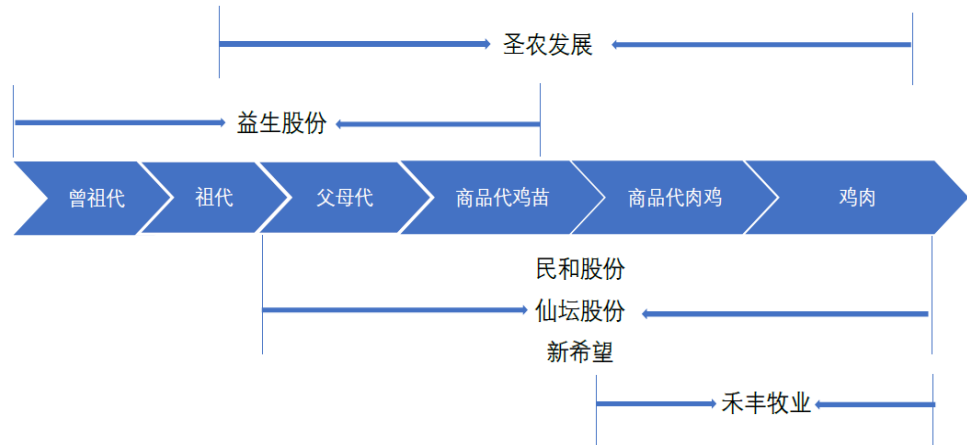 圣农发展
益生股份
曾祖代
祖代
父母代
商品代鸡苗
商品代肉鸡
鸡肉
民和股份
仙坛股份
新希望
禾丰牧业